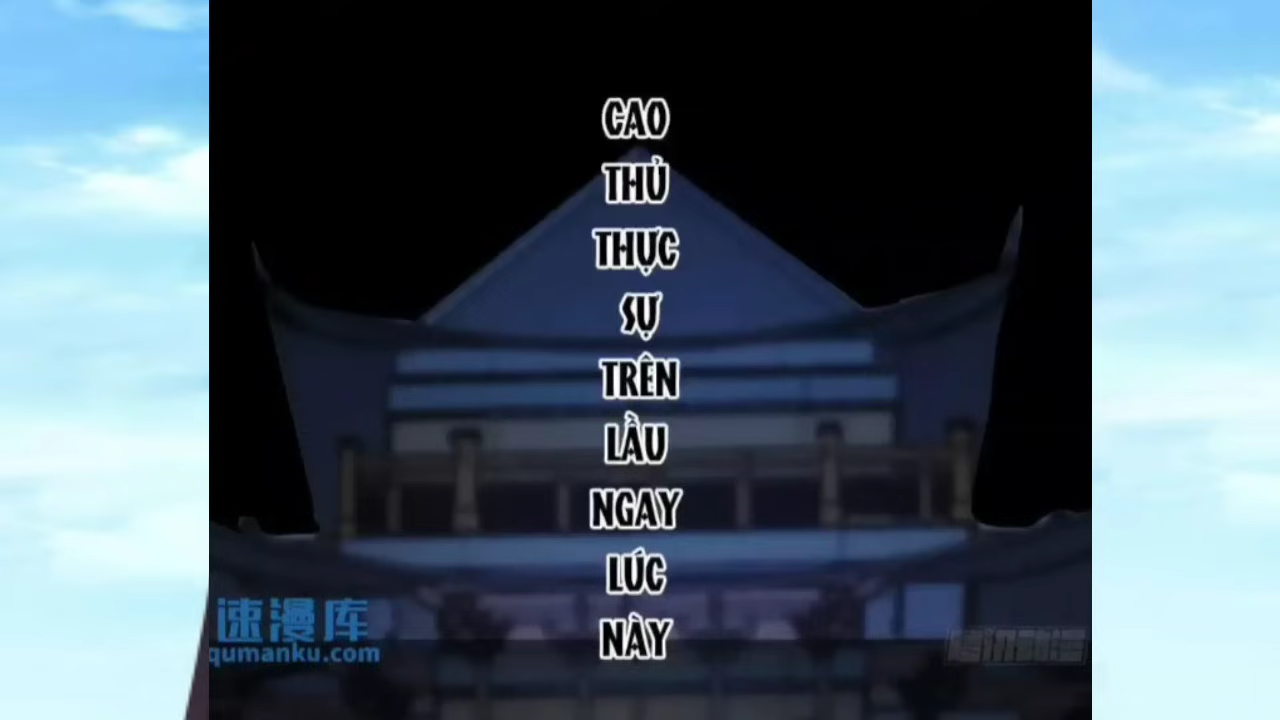 CAO
THỦ
THỰC
SỰ
TRÊN
LẦU
NGAY
LÚC
NÀY
速漫库
qumanku.com